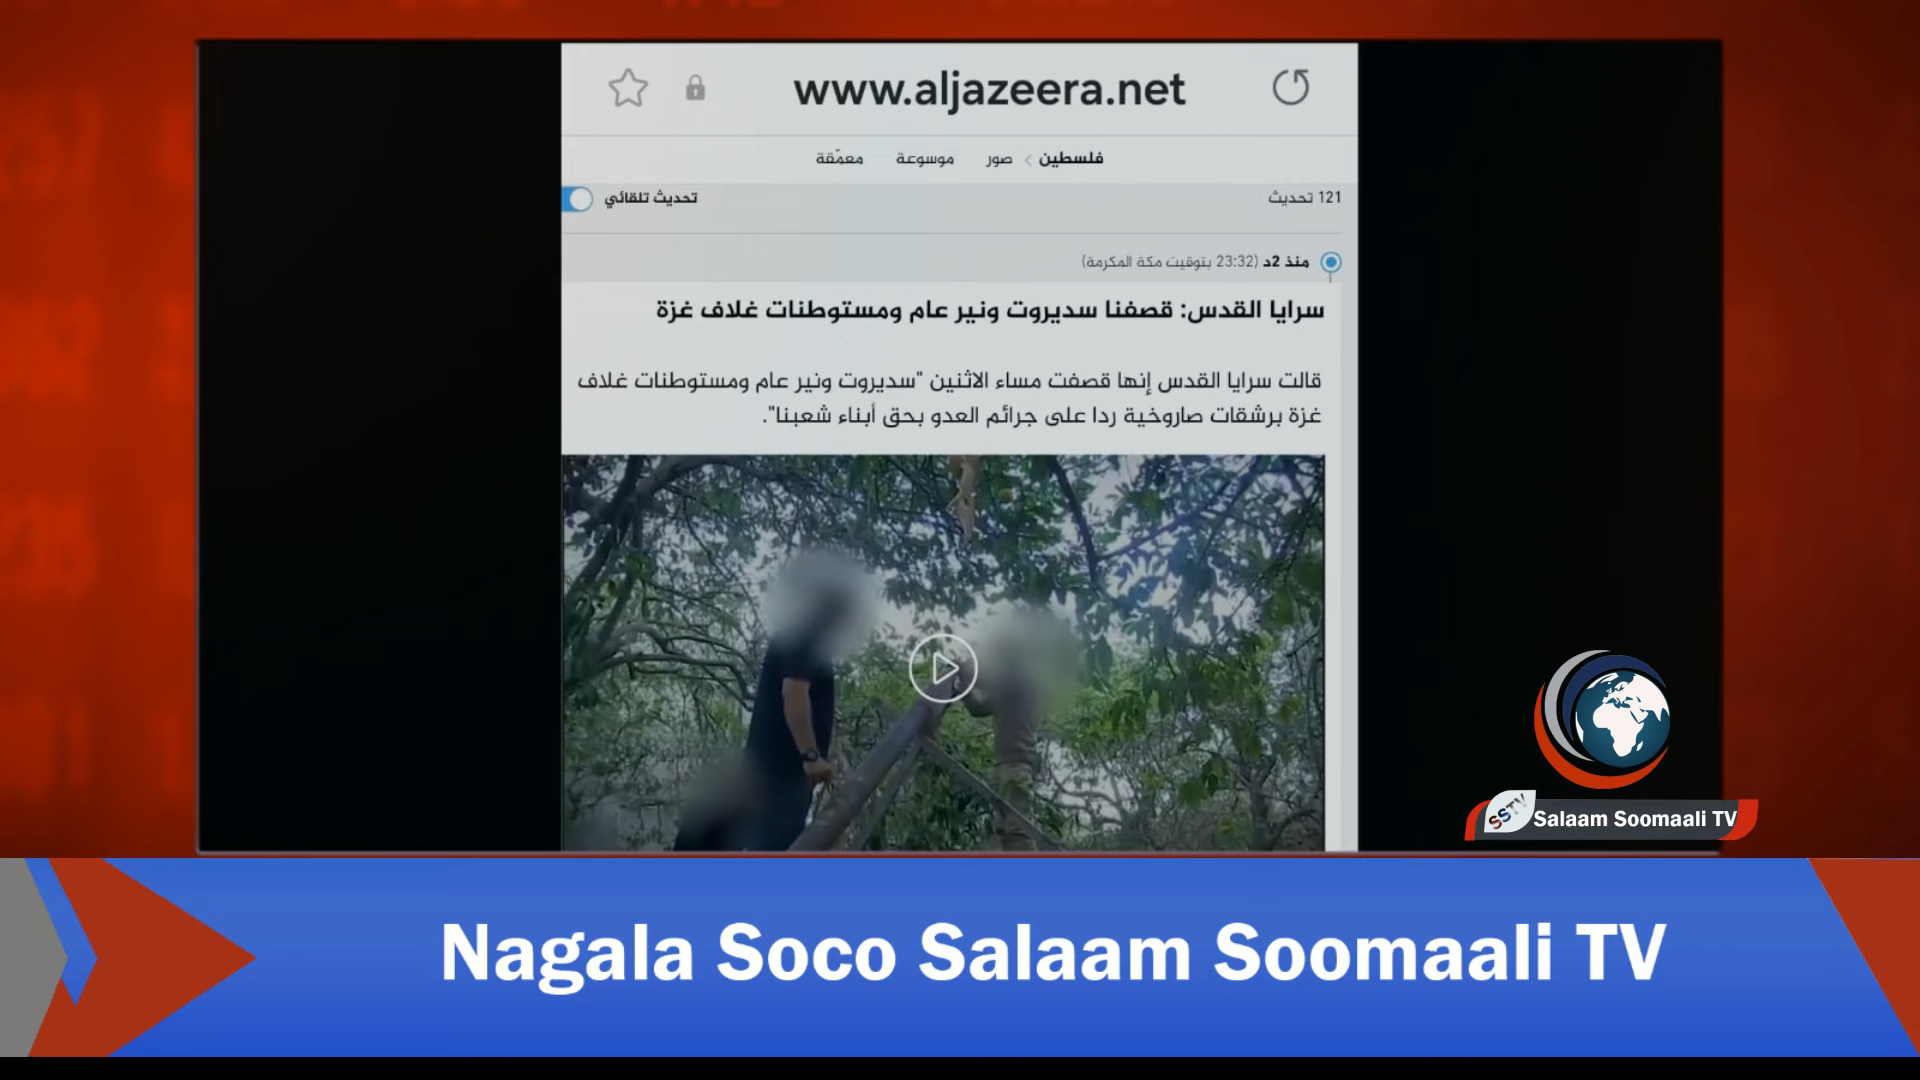 www.aljazeera.net
فلسطين > صور موسوعة معمّقة
121 تحديث
تحديث تلقائي
منذ 2د (23:32 بتوقيت مكة المكرمة)
سرايا القدس: قصفنا سديروت ونير عام ومستوطنات غلاف غزة
قالت سرايا القدس إنها قصفت مساء الاثنين "سديروت ونير عام ومستوطنات غلاف
غزة برشقات صاروخية ردا على جرائم العدو بحق أبناء شعبنا".
SSTV
Salaam Soomaali TV
Nagala Soco Salaam Soomaali TV